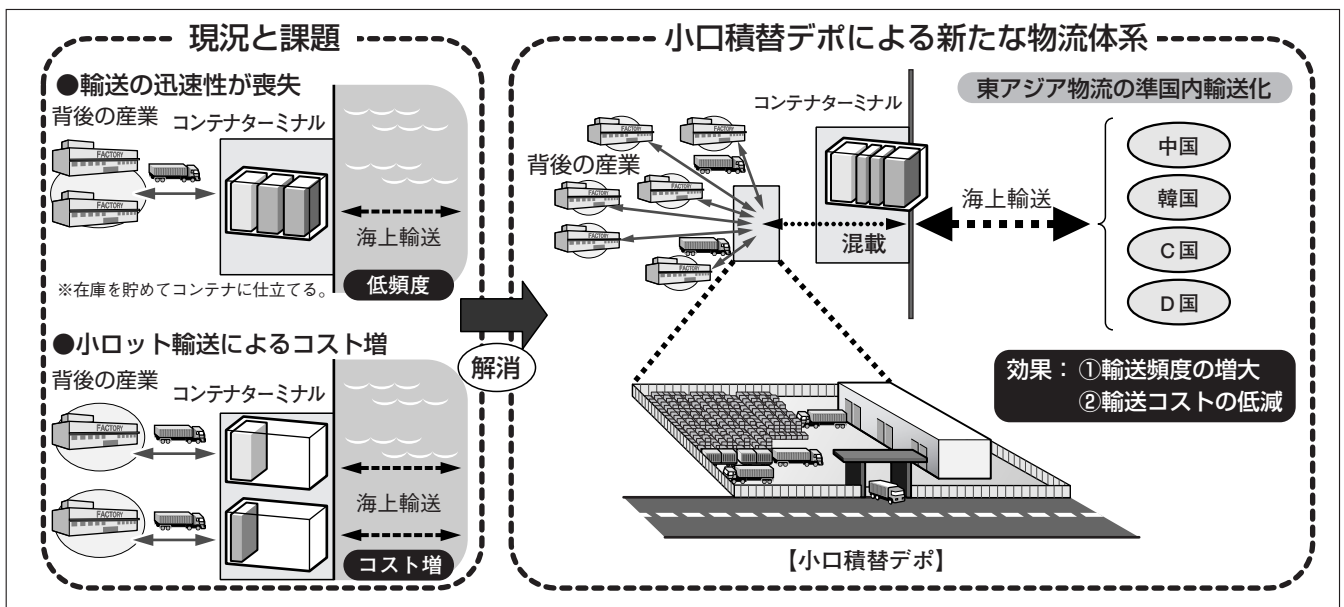 現況と課題
●輸送の迅速性が喪失
背後の産業
コンテナターミナル
FACTORY
FACTORY
海上輸送
低頻度
※在庫を貯めてコンテナに仕立てる。
●小ロット輸送によるコスト増
背後の産業
コンテナターミナル
FACTORY
FACTORY
海上輸送
コスト増
解消
小口積替デポによる新たな物流体系
東アジア物流の準国内輸送化
コンテナターミナル
背後の産業
FACTORY
FACTORY
FACTORY
FACTORY
FACTORY
FACTORY
混載
海上輸送
中国
韓国
C国
D国
効果：①輸送頻度の増大
②輸送コストの低減
【小口積替デポ】